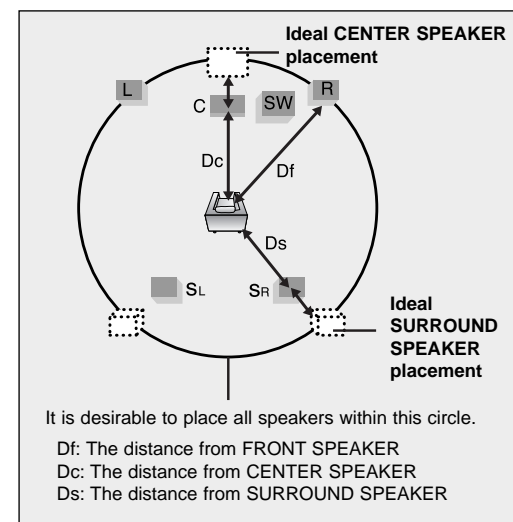 Ideal CENTER SPEAKER
placement
L
R
C
SW
Dc
Df
Ds
SL
SR
Ideal
SURROUND
SPEAKER
placement
It is desirable to place all speakers within this circle.
Df: The distance from FRONT SPEAKER
Dc: The distance from CENTER SPEAKER
Ds: The distance from SURROUND SPEAKER